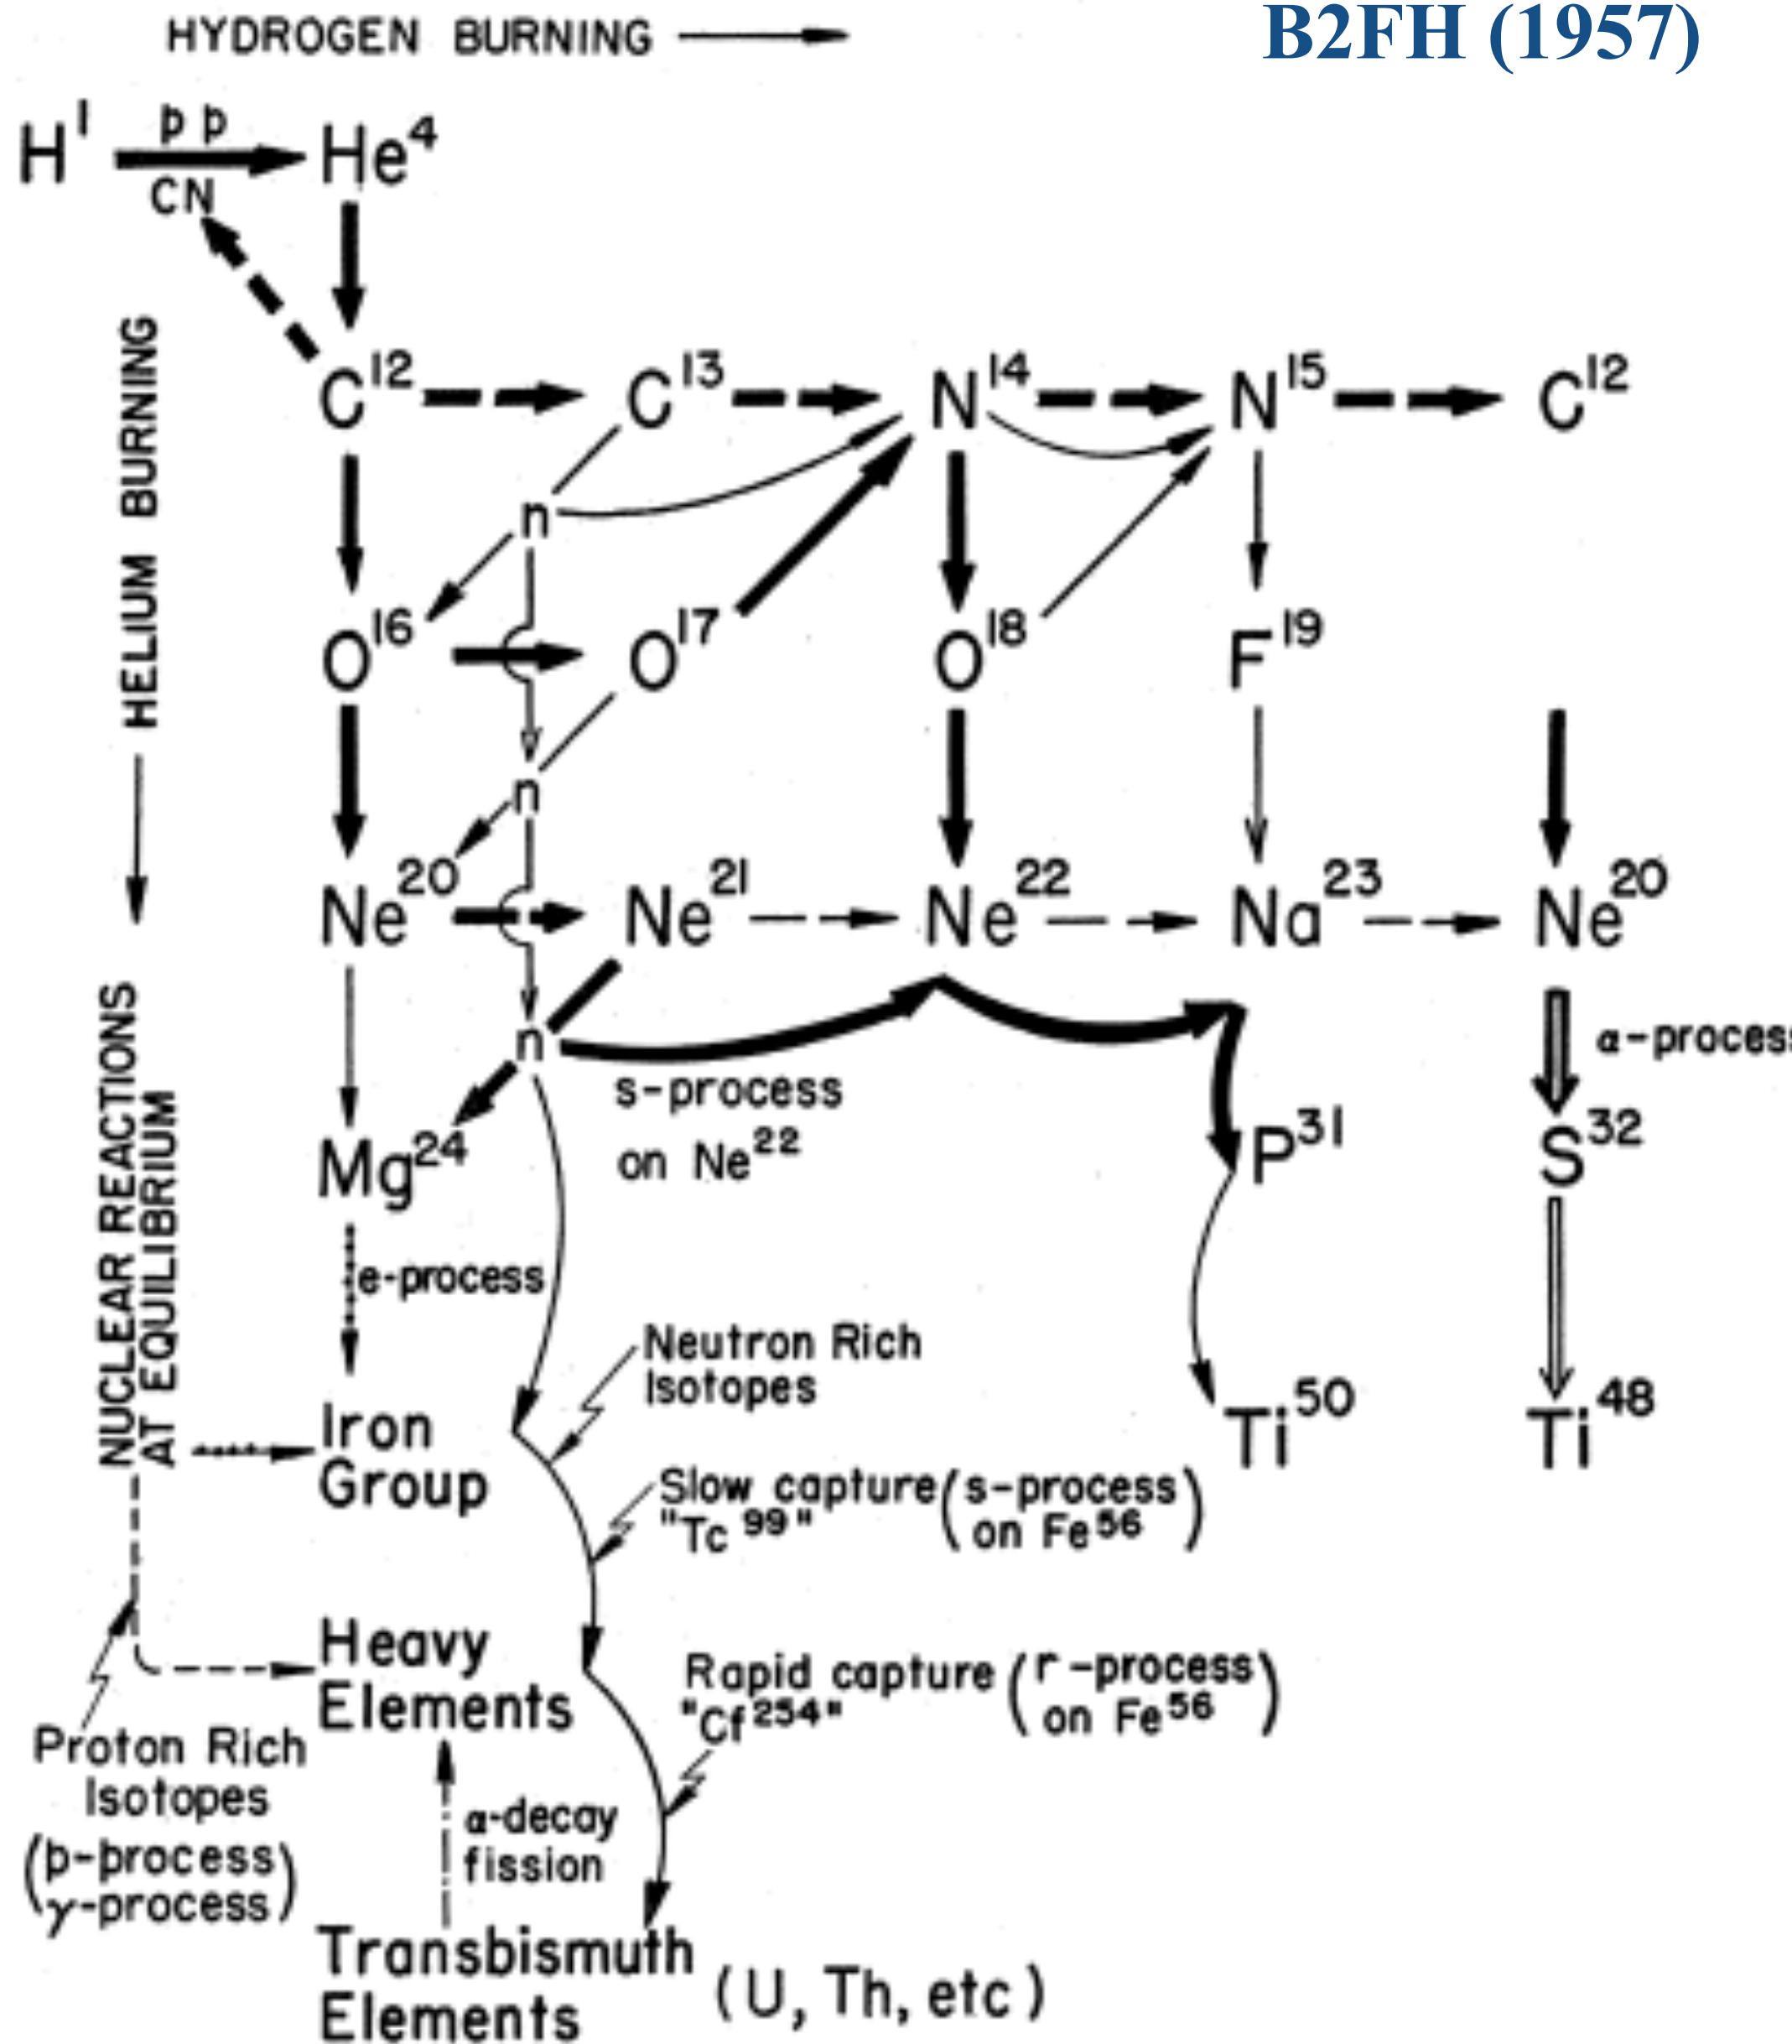 B2FH (1957)
HYDROGEN BURNING
H¹ pp He⁴
CN
HELIUM BURNING
C¹² C¹³ N¹⁴ N¹⁵ C¹²
n
O¹⁶ O¹⁷ O¹⁸ F¹⁹
n
Ne²⁰ Ne²¹ Ne²² Na²³ Ne²⁰
n
α-process
s-process
on Ne²²
Mg²⁴ P³¹ S³²
NUCLEAR REACTIONS
AT EQUILIBRIUM
e-process
Neutron Rich
Isotopes
Iron
Group
Ti⁵⁰ Ti⁴⁸
Slow capture (s-process)
"Tc⁹⁹" on Fe⁵⁶
Heavy
Elements
Rapid capture (r-process)
"Cf²⁵⁴" on Fe⁵⁶
Proton Rich
Isotopes
(p-process)
γ-process
α-decay
fission
Transbismuth
Elements
(U, Th, etc)